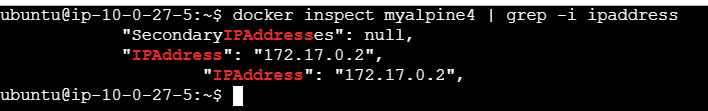 ubuntu@ip-10-0-27-5:~$ docker inspect myalpine4 | grep -i ipaddress
"SecondaryIPAddresses": null,
"IPAddress": "172.17.0.2",
"IPAddress": "172.17.0.2",
ubuntu@ip-10-0-27-5:~$